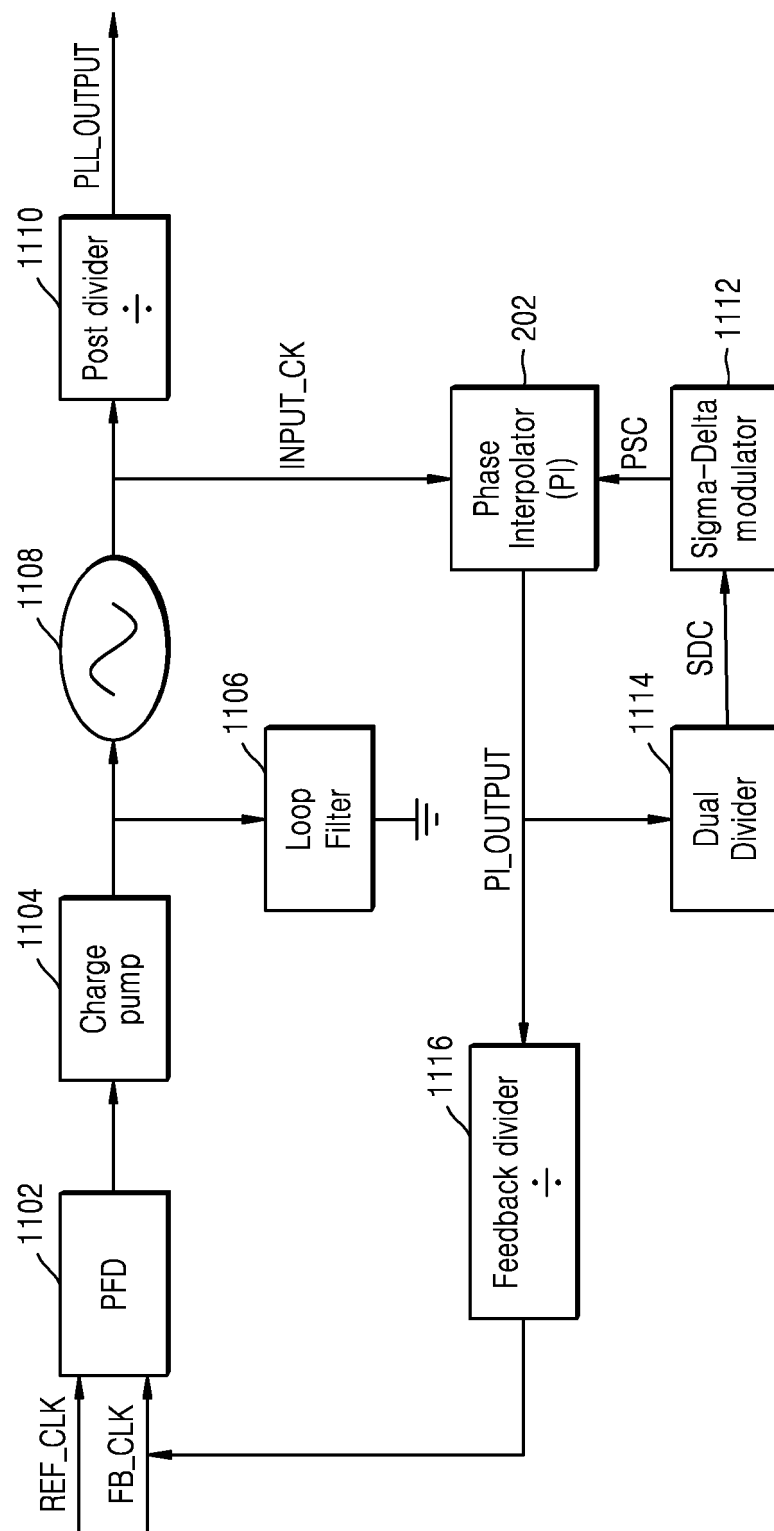 REF_CLK
FB_CLK
1102
PFD
1104
Charge
pump
1106
Loop
Filter
1108
1110
Post divider
÷
PLL_OUTPUT
INPUT_CK
202
Phase
Interpolator
(PI)
PSC
1112
Sigma-Delta
modulator
SDC
1114
Dual
Divider
PI_OUTPUT
1116
Feedback divider
÷